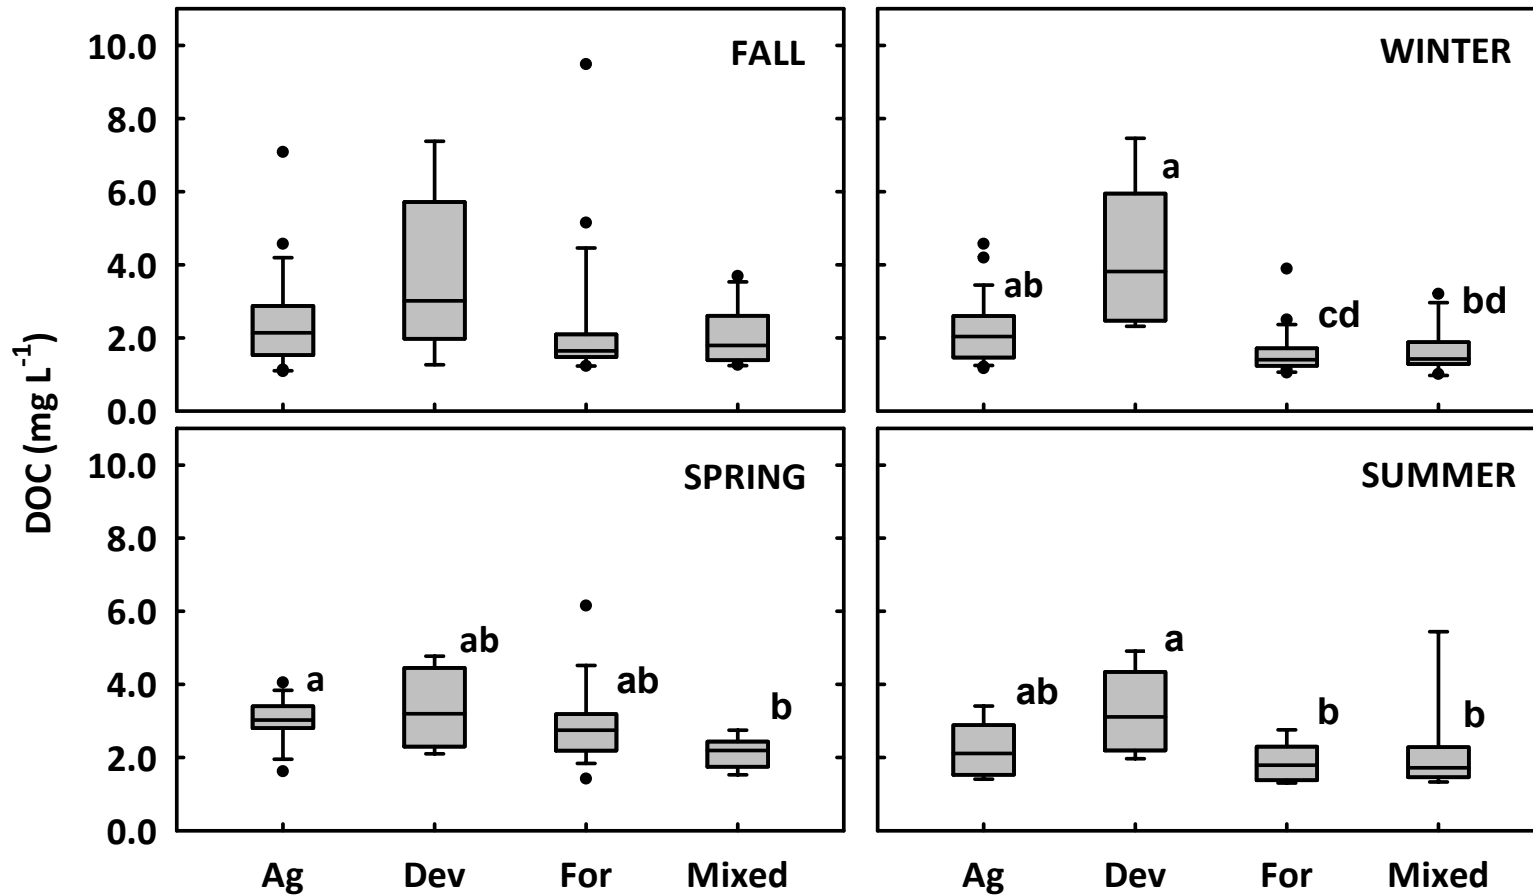 DOC (mg L⁻¹)
FALL
10.0
8.0
6.0
4.0
2.0
0.0
WINTER
a
ab
cd
bd
SPRING
10.0
8.0
6.0
4.0
2.0
0.0
a
ab
ab
b
Ag Dev For Mixed
SUMMER
ab
a
b
b
Ag Dev For Mixed